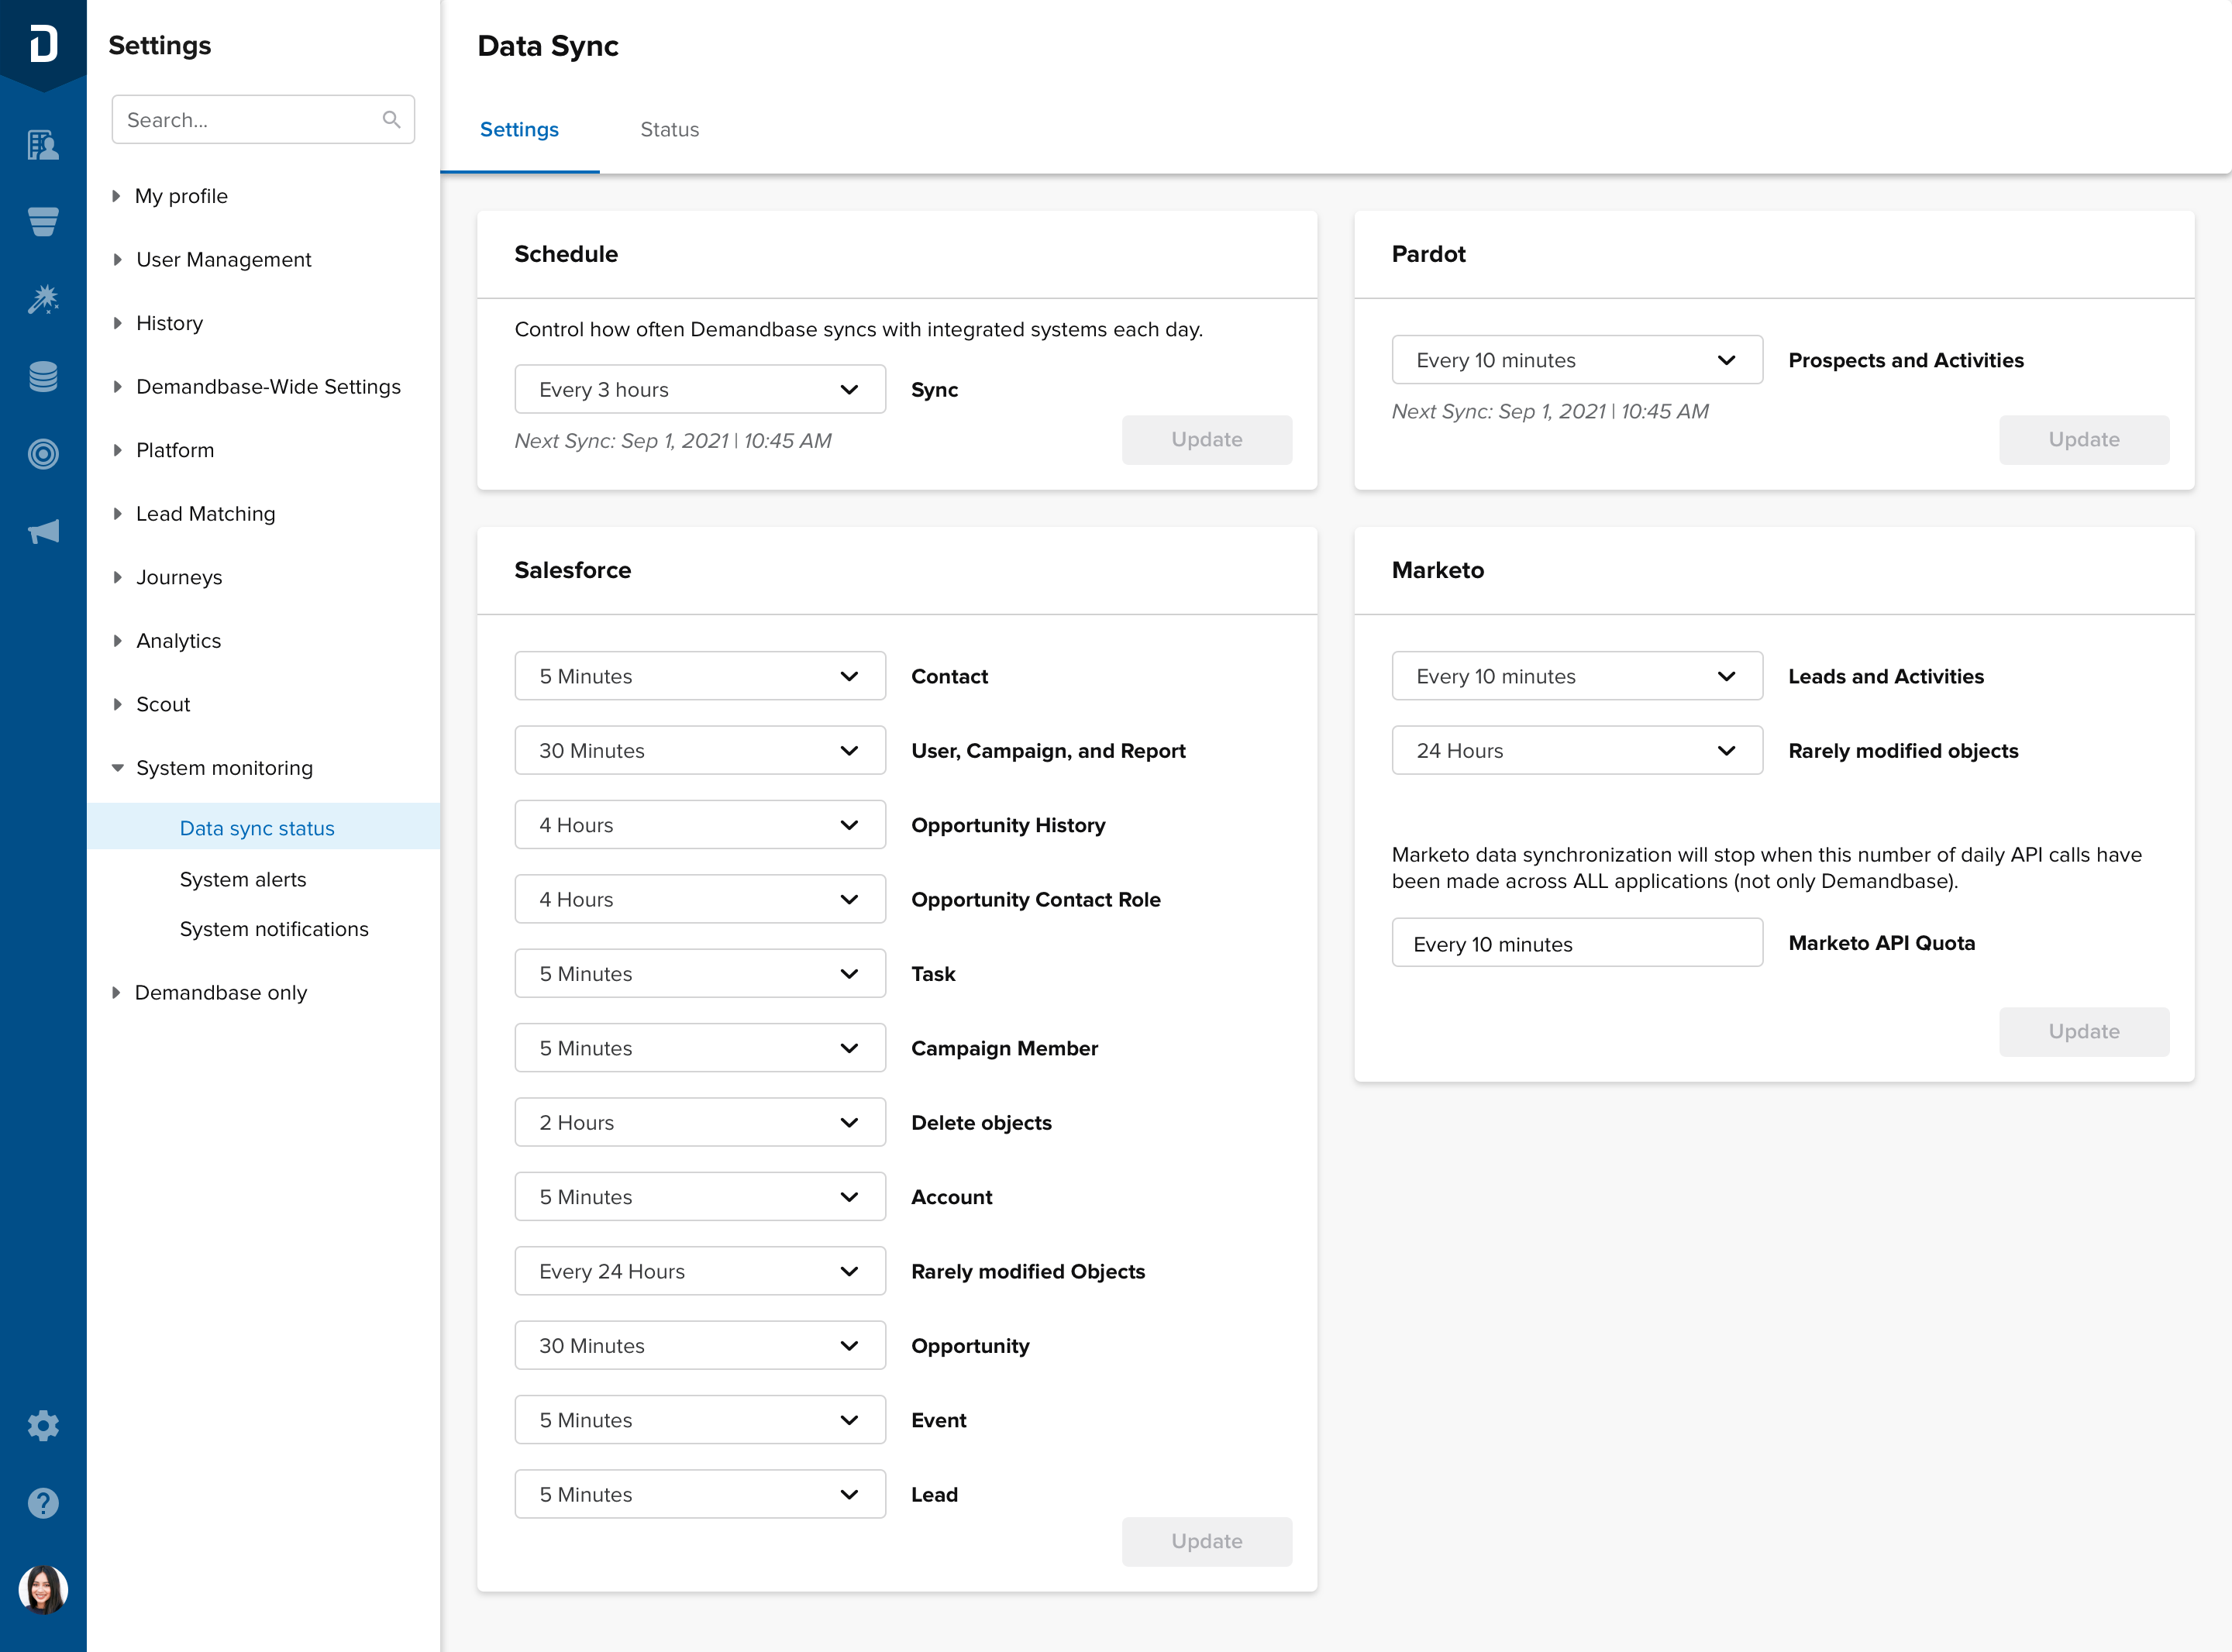 D
Settings
Search...
My profile
User Management
History
Demandbase-Wide Settings
Platform
Lead Matching
Journeys
Analytics
Scout
System monitoring
Data sync status
System alerts
System notifications
Demandbase only
?
Data Sync
Settings
Status
Schedule
Control how often Demandbase syncs with integrated systems each day.
Every 3 hours
Sync
Next Sync: Sep 1, 2021 | 10:45 AM
Update
Pardot
Every 10 minutes
Prospects and Activities
Next Sync: Sep 1, 2021 | 10:45 AM
Update
Salesforce
5 Minutes
Contact
30 Minutes
User, Campaign, and Report
4 Hours
Opportunity History
4 Hours
Opportunity Contact Role
5 Minutes
Task
5 Minutes
Campaign Member
2 Hours
Delete objects
5 Minutes
Account
Every 24 Hours
Rarely modified Objects
30 Minutes
Opportunity
5 Minutes
Event
5 Minutes
Lead
Update
Marketo
Every 10 minutes
Leads and Activities
24 Hours
Rarely modified objects
Marketo data synchronization will stop when this number of daily API calls have
been made across ALL applications (not only Demandbase).
Every 10 minutes
Marketo API Quota
Update